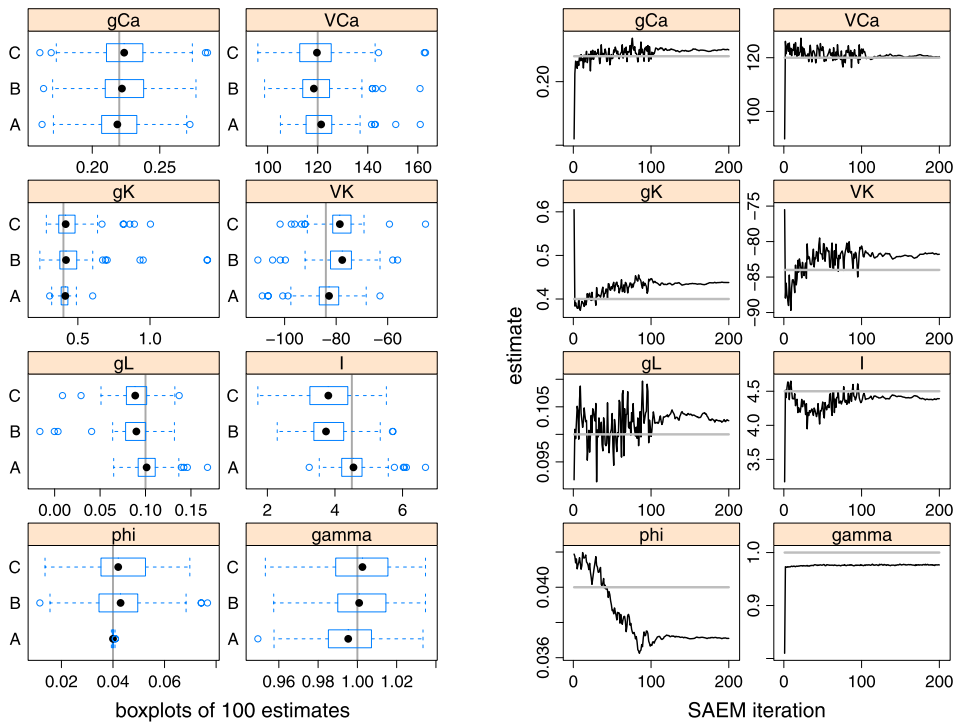 gCa VCa gCa VCa
C
B
A
0.20 0.25 100 120 140 160
0.20
100 120
0 100 200 0 100 200
gK VK gK VK
C
B
A
0.5 1.0 −100 −80 −60
0.4 0.5 0.6
−90 −85 −80 −75
0 100 200 0 100 200
estimate
gL I gL I
C
B
A
0.00 0.05 0.10 0.15 2 4 6
0.095 0.105
3.5 4.0 4.5
0 100 200 0 100 200
phi gamma phi gamma
C
B
A
0.02 0.04 0.06 0.96 0.98 1.00 1.02
0.036 0.040
0.9 1.0
0 100 200 0 100 200
boxplots of 100 estimates SAEM iteration